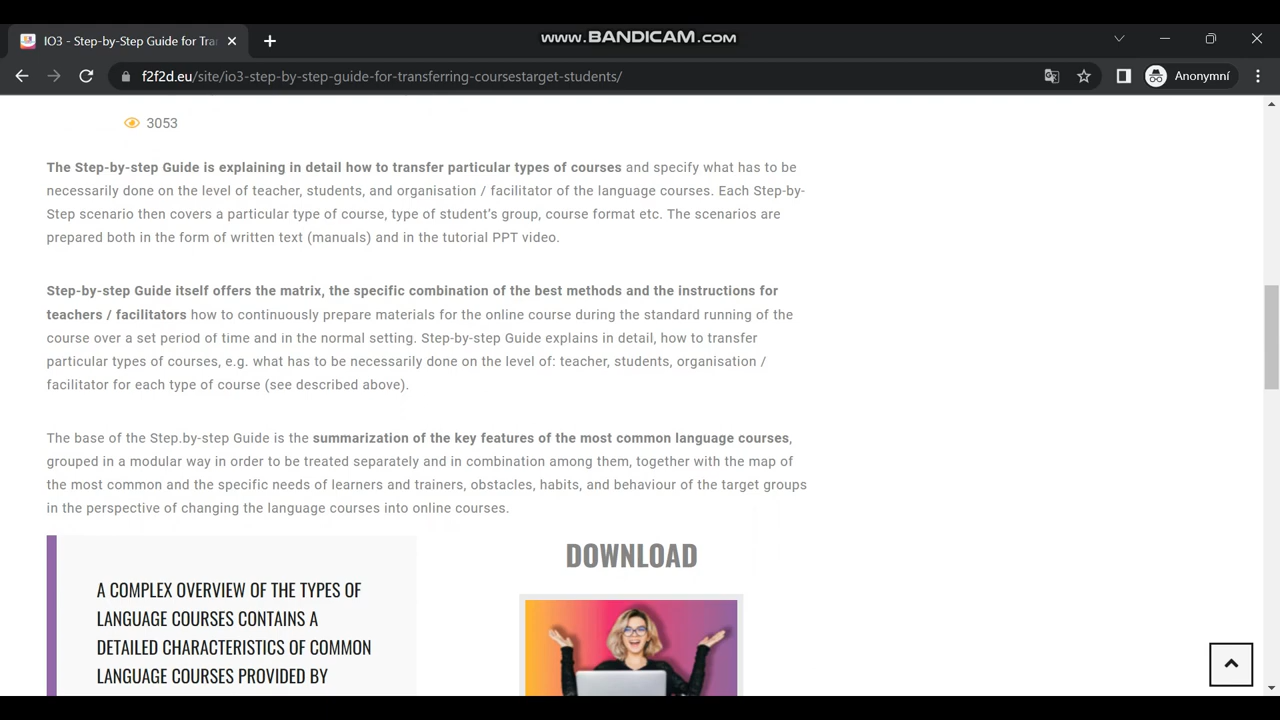 IO3 - Step-by-Step Guide for Tra
www.BANDICAM.com
f2f2d.eu/site/io3-step-by-step-guide-for-transferring-coursestarget-students/
Anonymní
3053
The Step-by-step Guide is explaining in detail how to transfer particular types of courses and specify what has to be
necessarily done on the level of teacher, students, and organisation / facilitator of the language courses. Each Step-by-
Step scenario then covers a particular type of course, type of student's group, course format etc. The scenarios are
prepared both in the form of written text (manuals) and in the tutorial PPT video.
Step-by-step Guide itself offers the matrix, the specific combination of the best methods and the instructions for
teachers / facilitators how to continuously prepare materials for the online course during the standard running of the
course over a set period of time and in the normal setting. Step-by-step Guide explains in detail, how to transfer
particular types of courses, e.g. what has to be necessarily done on the level of: teacher, students, organisation /
facilitator for each type of course (see described above).
The base of the Step.by-step Guide is the summarization of the key features of the most common language courses,
grouped in a modular way in order to be treated separately and in combination among them, together with the map of
the most common and the specific needs of learners and trainers, obstacles, habits, and behaviour of the target groups
in the perspective of changing the language courses into online courses.
A COMPLEX OVERVIEW OF THE TYPES OF
LANGUAGE COURSES CONTAINS A
DETAILED CHARACTERISTICS OF COMMON
LANGUAGE COURSES PROVIDED BY
DOWNLOAD